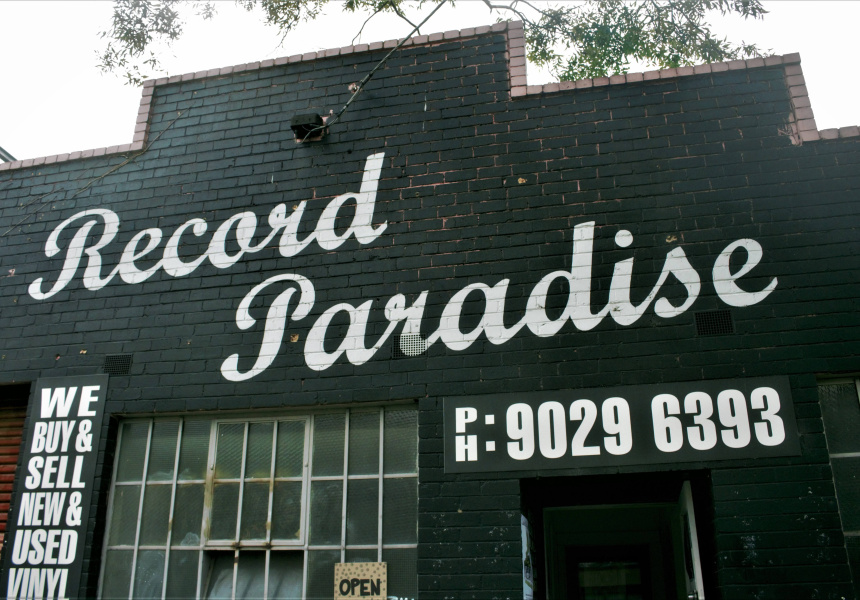 Record
Paradise
WE
BUY &
SELL
NEW &
USED
VINYL
PH: 9029 6393
OPEN